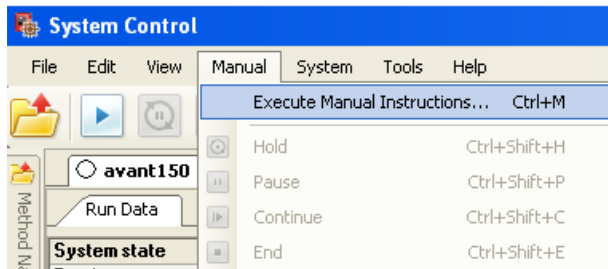 System Control
File Edit View Manual System Tools Help
Execute Manual Instructions... Ctrl+M
Hold Ctrl+Shift+H
avant150
Pause Ctrl+Shift+P
Run Data
Continue Ctrl+Shift+C
System state
End Ctrl+Shift+E
Method